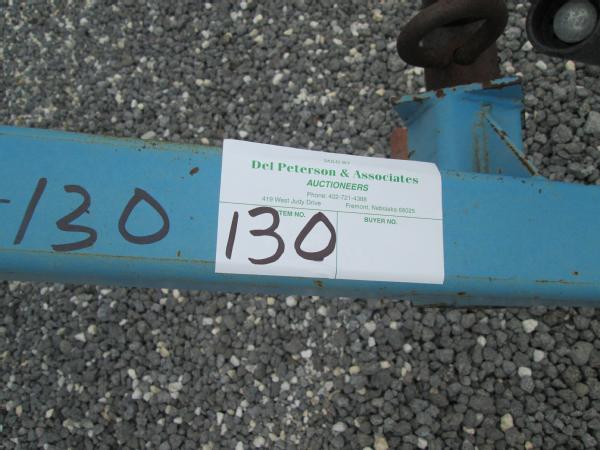 -130
SALE BY
Del Peterson & Associates
AUCTIONEERS
Phone: 402-721-4388
419 West Judy Drive Fremont, Nebraska 68025
ITEM NO. BUYER NO.
130